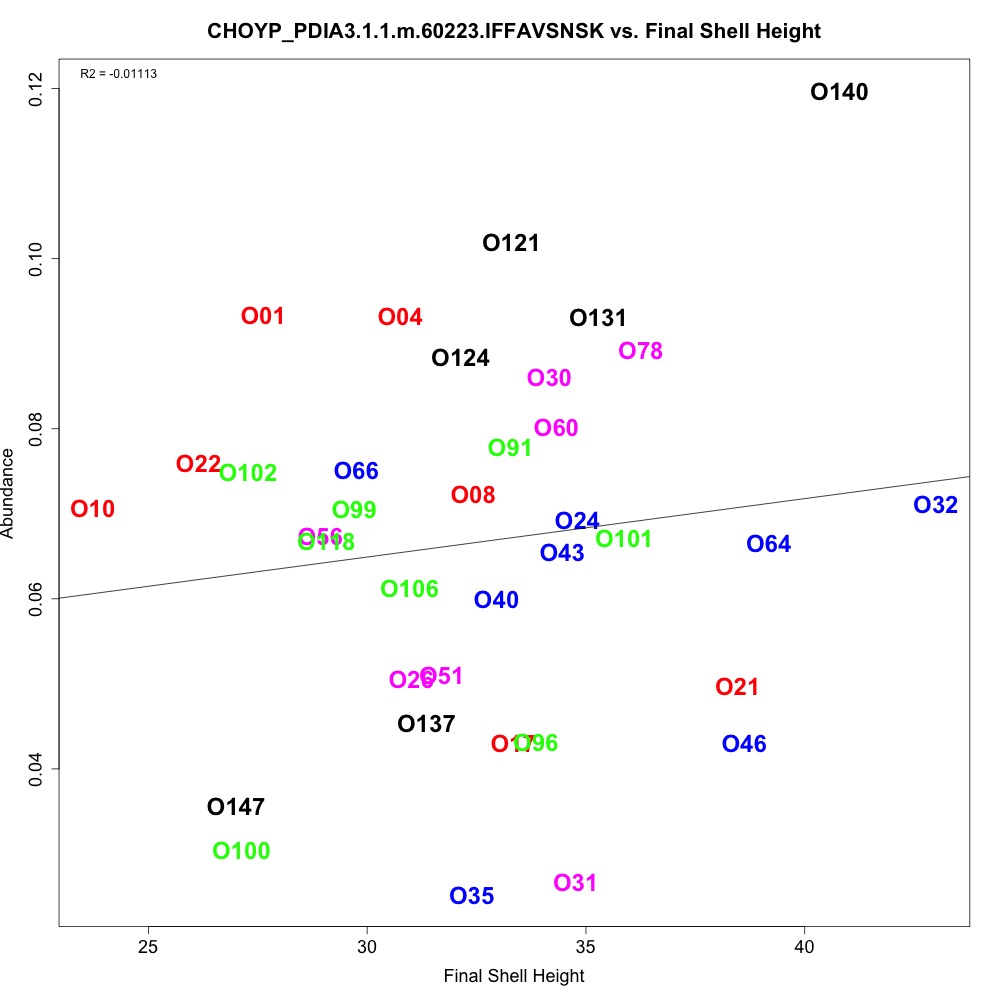 CHOYP_PDIA3.1.1.m.60223.IFFAVSNSK vs. Final Shell Height
R2 = -0.01113
0.12
O140
0.10
O121
O01
O04
O131
O124
O78
O30
0.08
O60
O91
O22
O102
O66
O10
O99
O08
O32
O24
O101
O56
O118
O43
O64
Abundance
0.06
O106
O40
O26
O51
O21
O137
O17
O96
O46
0.04
O147
O100
O35
O31
25
30
35
40
Final Shell Height